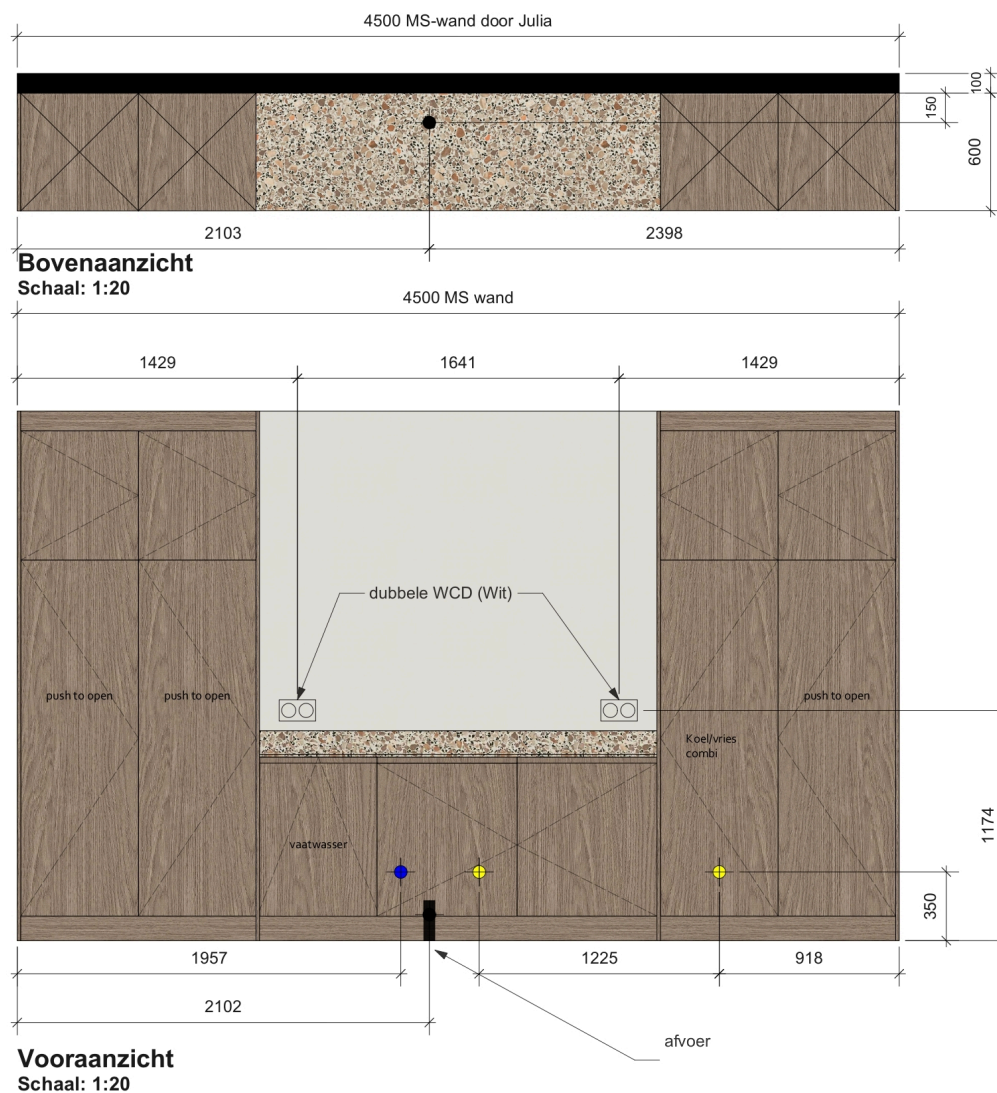 4500 MS-wand door Julia
100
150
600
2103
2398
Bovenaanzicht
Schaal: 1:20
4500 MS wand
1429
1641
1429
dubbele WCD (Wit)
push to open
push to open
push to open
Koel/vries
combi
vaatwasser
1174
350
1957
1225
918
2102
afvoer
Vooraanzicht
Schaal: 1:20